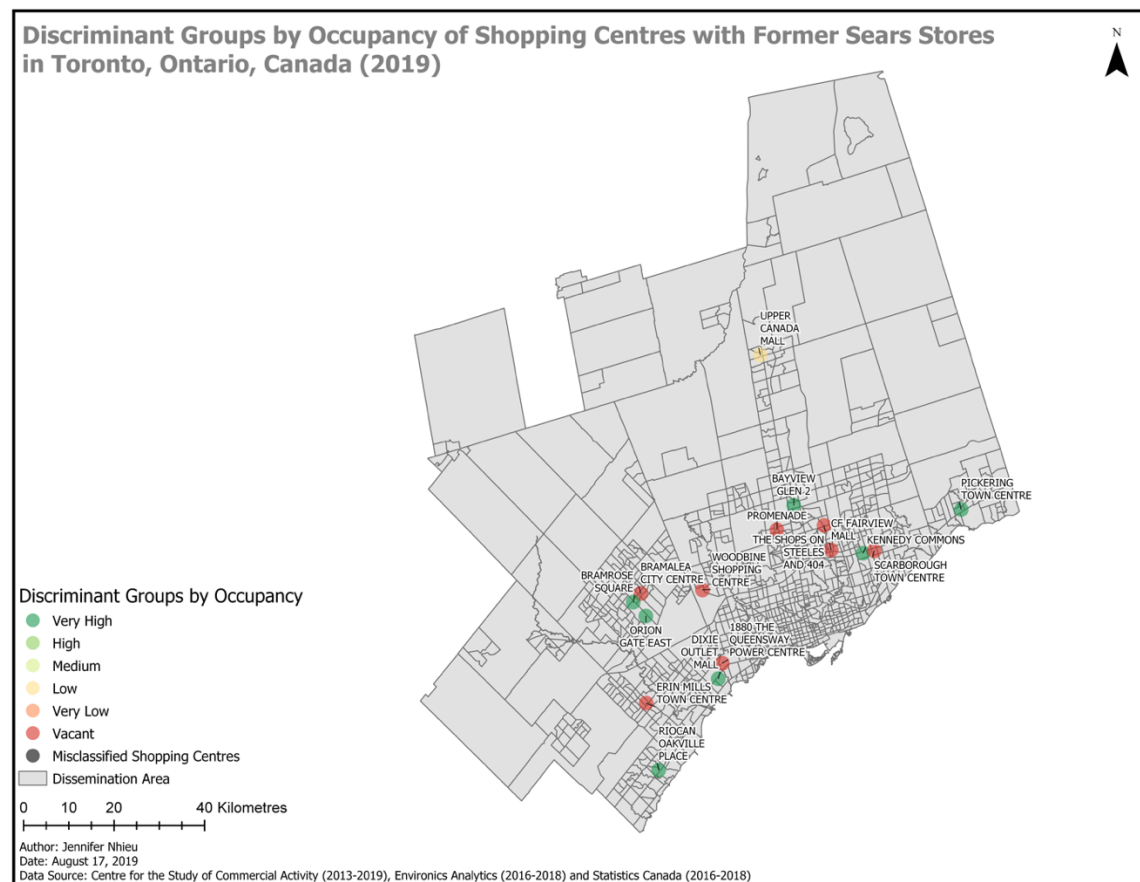 Discriminant Groups by Occupancy of Shopping Centres with Former Sears Stores
in Toronto, Ontario, Canada (2019)
N
UPPER
CANADA
MALL
BAYVIEW
GLEN 2
PICKERING
TOWN CENTRE
PROMENADE
CF FAIRVIEW
MALL
THE SHOPS ON
STEELES
AND 404
KENNEDY COMMONS
SCARBOROUGH
TOWN CENTRE
WOODBINE
SHOPPING
CENTRE
BRAMALEA
CITY CENTRE
BRAMROSE
SQUARE
ORION
GATE EAST
DIXIE
OUTLET
MALL
1880 THE
QUEENSWAY
POWER CENTRE
ERIN MILLS
TOWN CENTRE
RIOCAN
OAKVILLE
PLACE
Discriminant Groups by Occupancy
Very High
High
Medium
Low
Very Low
Vacant
Misclassified Shopping Centres
Dissemination Area
0 10 20 40 Kilometres
Author: Jennifer Nhieu
Date: August 17, 2019
Data Source: Centre for the Study of Commercial Activity (2013-2019), Environics Analytics (2016-2018) and Statistics Canada (2016-2018)